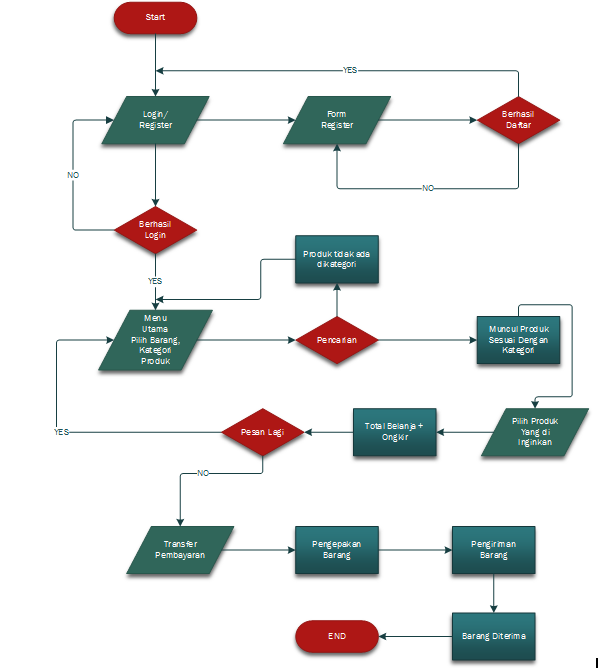 Start
YES
Login/
Register
Form
Register
Berhasil
Daftar
NO
NO
Berhasil
Login
YES
Produk tidak ada
dikategori
Menu
Utama
Pilih Barang,
Kategori
Produk
Pencarian
Muncul Produk
Sesuai Dengan
Kategori
Pilih Produk
Yang di
Inginkan
Total Belanja +
Ongkir
Pesan Lagi
YES
NO
Transfer
Pembayaran
Pengepakan
Barang
Pengiriman
Barang
Barang Diterima
END